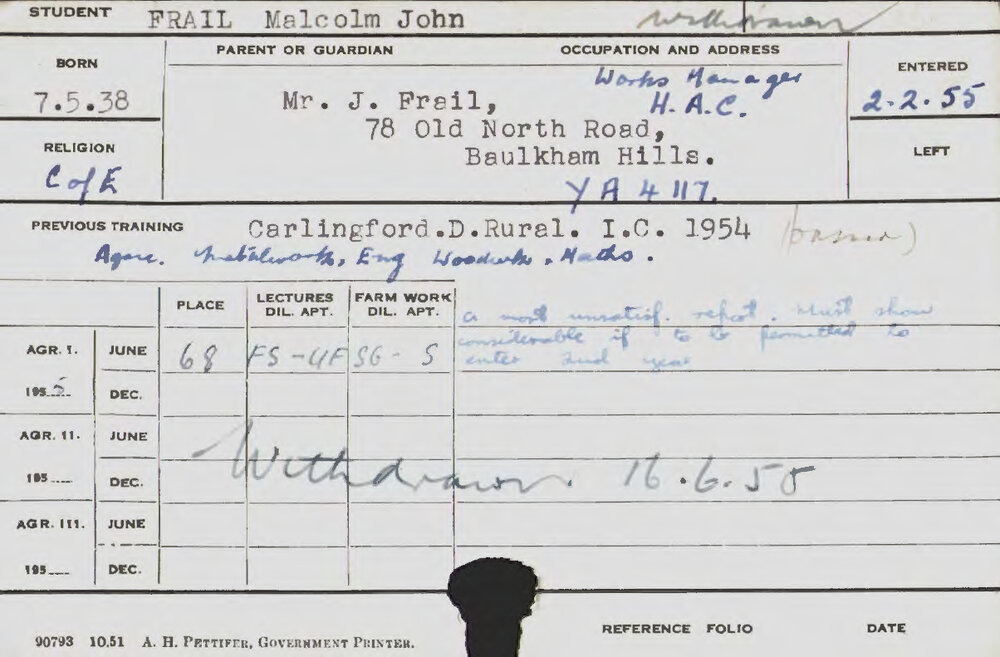 STUDENT FRAIL Malcolm John withdrawn
BORN PARENT OR GUARDIAN OCCUPATION AND ADDRESS ENTERED
7.5.38 Mr. J. Frail, Works Manager H.A.C. 2.2.55
78 Old North Road,
RELIGION Baulkham Hills. LEFT
C of E YA 4117.
PREVIOUS TRAINING Carlingford.D.Rural. I.C. 1954
Metalwork, Eng Woodwork, Maths.
PLACE LECTURES DIL. APT. FARM WORK DIL. APT.
a most unsatisf. report. Must show
considerable if to be permitted to
enter 2nd year
AGR. I. JUNE 68 FS-UF SG- S
1955 DEC.
AGR. II. JUNE
Withdrawn. 16.6.55
195 DEC.
AGR. III. JUNE
195 DEC.
REFERENCE FOLIO DATE
90793 10.51 A. H. PETTIFER, GOVERNMENT PRINTER.